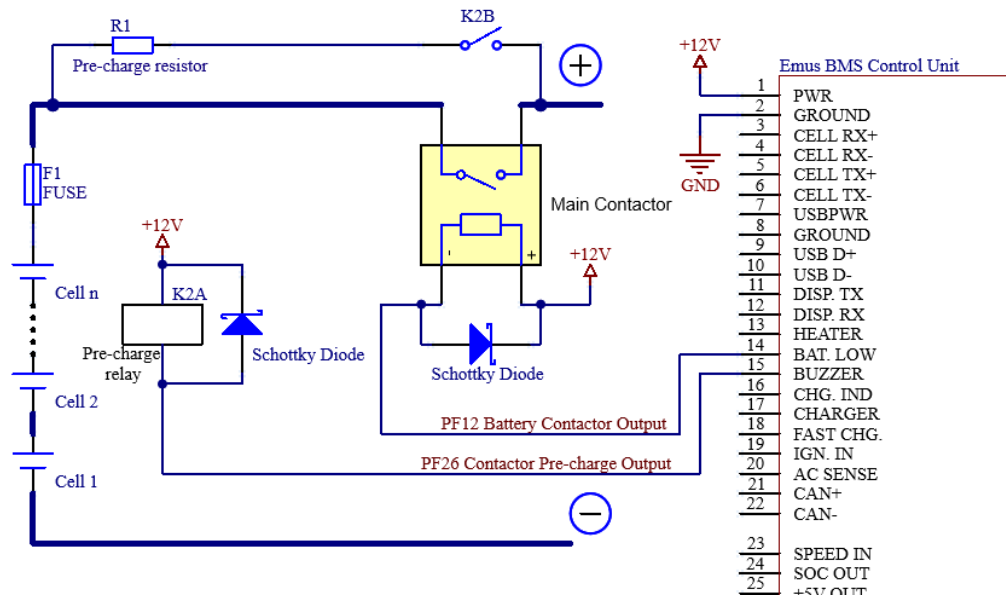 R1
Pre-charge resistor
K2B
+
+12V
Emus BMS Control Unit
F1
FUSE
Main Contactor
- +
+12V
+12V
GND
Cell n
K2A
Pre-charge
relay
Schottky Diode
Schottky Diode
Cell 2
Cell 1
PF12 Battery Contactor Output
PF26 Contactor Pre-charge Output
−
1 PWR
2 GROUND
3 CELL RX+
4 CELL RX-
5 CELL TX+
6 CELL TX-
7 USBPWR
8 GROUND
9 USB D+
10 USB D-
11 DISP. TX
12 DISP. RX
13 HEATER
14 BAT. LOW
15 BUZZER
16 CHG. IND
17 CHARGER
18 FAST CHG.
19 IGN. IN
20 AC SENSE
21 CAN+
22 CAN-
23 SPEED IN
24 SOC OUT
25 +5V OUT